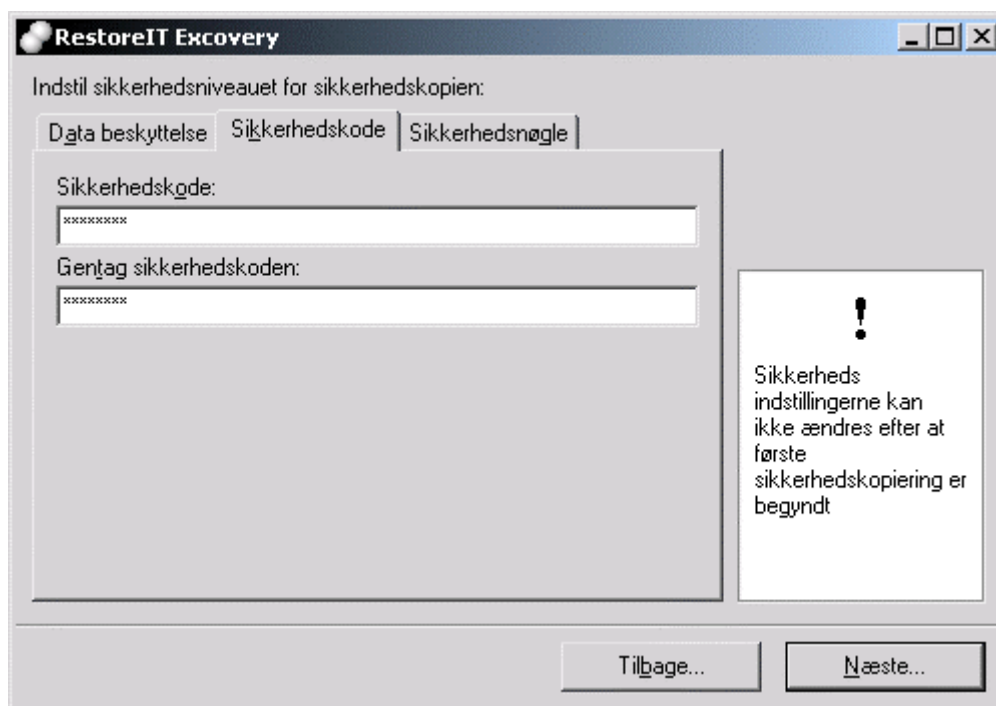 RestoreIT Excovery
Indstil sikkerhedsniveauet for sikkerhedskopien:
Data beskyttelse
Sikkerhedskode
Sikkerhedsnøgle
Sikkerhedskode:
××××××××
Gentag sikkerhedskoden:
××××××××
!
Sikkerheds
indstillingerne kan
ikke ændres efter at
første
sikkerhedskopiering er
begyndt
Tilbage...
Næste...